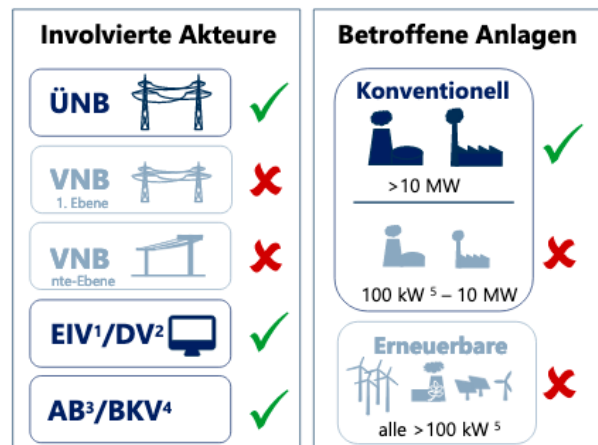 Involvierte Akteure
ÜNB
VNB
1. Ebene
VNB
nte-Ebene
EIV¹/DV²
AB³/BKV⁴
Betroffene Anlagen
Konventionell
>10 MW
100 kW ⁵ – 10 MW
Erneuerbare
alle >100 kW ⁵